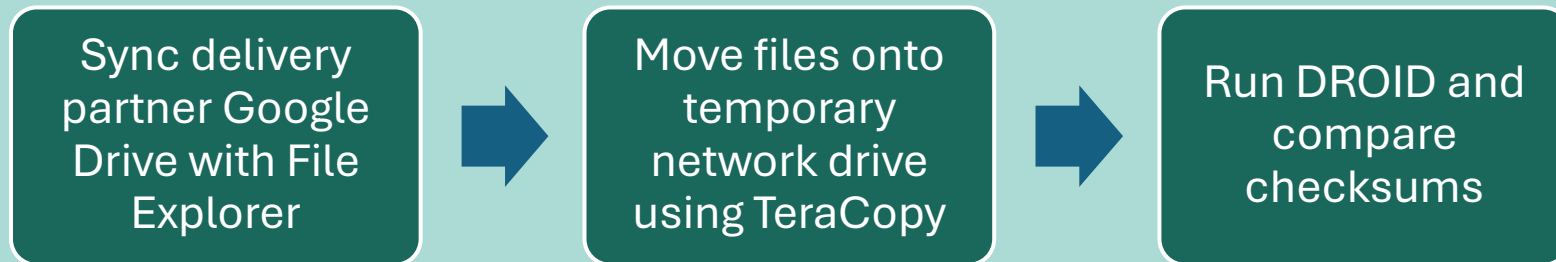 Sync delivery
partner Google
Drive with File
Explorer
Move files onto
temporary
network drive
using TeraCopy
Run DROID and
compare
checksums